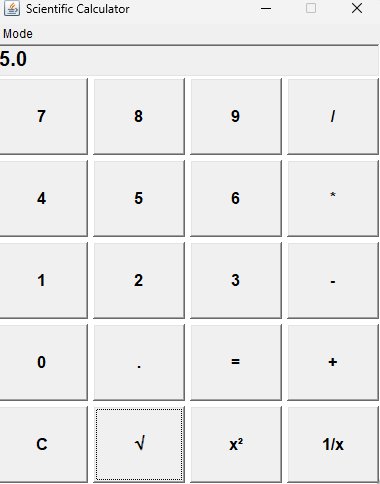 Scientific Calculator
Mode
5.0
7 8 9 /
4 5 6 *
1 2 3 -
0 . = +
C √ x² 1/x